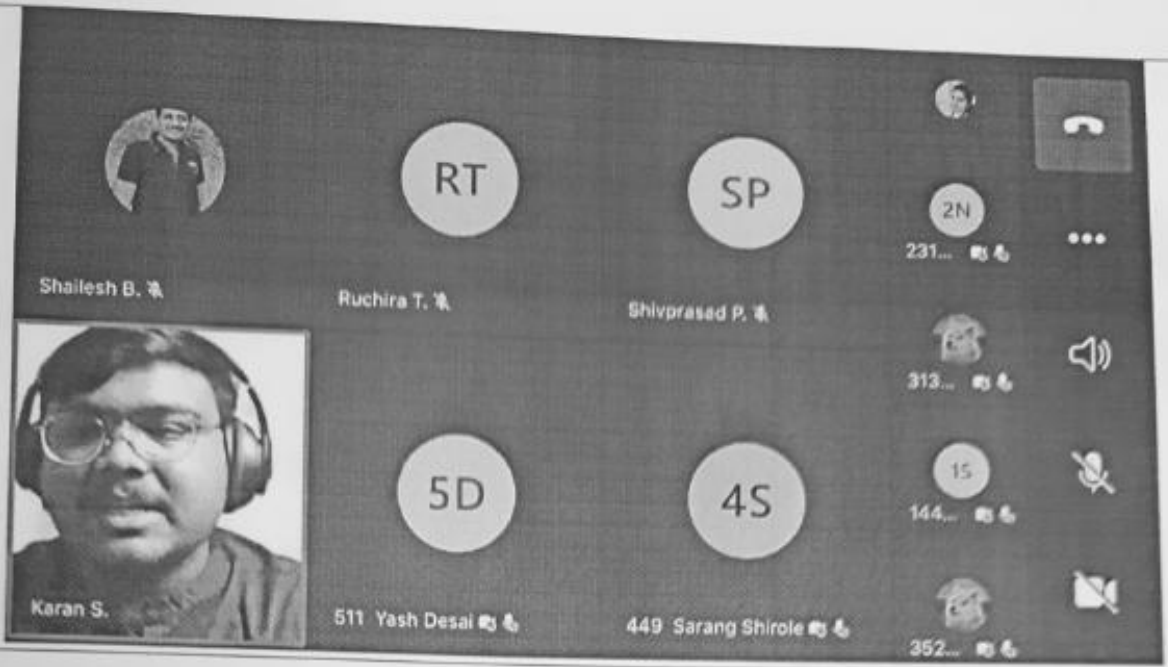 RT
SP
2N
231...
Shailesh B.
Ruchira T.
Shivprasad P.
313...
5D
4S
1S
144...
Karan S.
511 Yash Desai
449 Sarang Shirole
352...